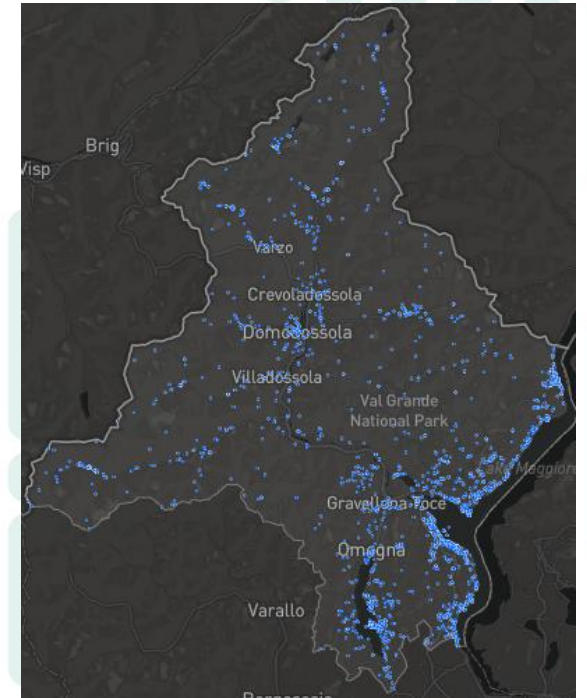 Brig
Visp
Varzo
Crevoladossola
Domodossola
Villadossola
Val Grande
National Park
Lake Maggiore
Gravellona Toce
Omegna
Varallo